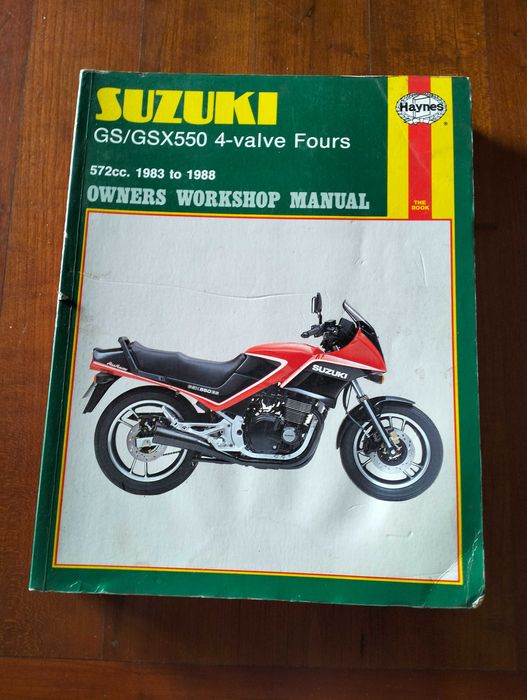 SUZUKI
GS/GSX550 4-valve Fours
572cc. 1983 to 1988
OWNERS WORKSHOP MANUAL
Haynes
®
THE
BOOK
SUZUKI